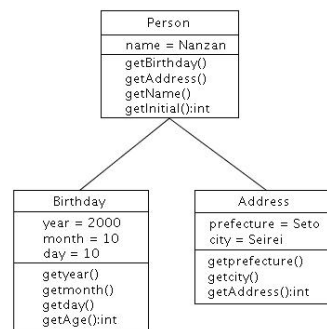 Person
name = Nanzan
getBirthday()
getAddress()
getName()
getInitial():int
Birthday
year = 2000
month = 10
day = 10
getyear()
getmonth()
getday()
getAge():int
Address
prefecture = Seto
city = Seirei
getprefecture()
getcity()
getAddress():int